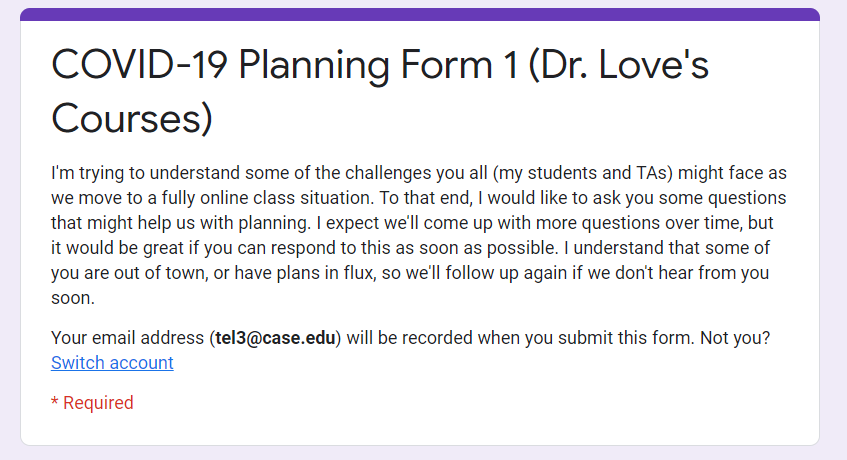 COVID-19 Planning Form 1 (Dr. Love's
Courses)
I'm trying to understand some of the challenges you all (my students and TAs) might face as
we move to a fully online class situation. To that end, I would like to ask you some questions
that might help us with planning. I expect we'll come up with more questions over time, but
it would be great if you can respond to this as soon as possible. I understand that some of
you are out of town, or have plans in flux, so we'll follow up again if we don't hear from you
soon.
Your email address (tel3@case.edu) will be recorded when you submit this form. Not you?
Switch account
* Required